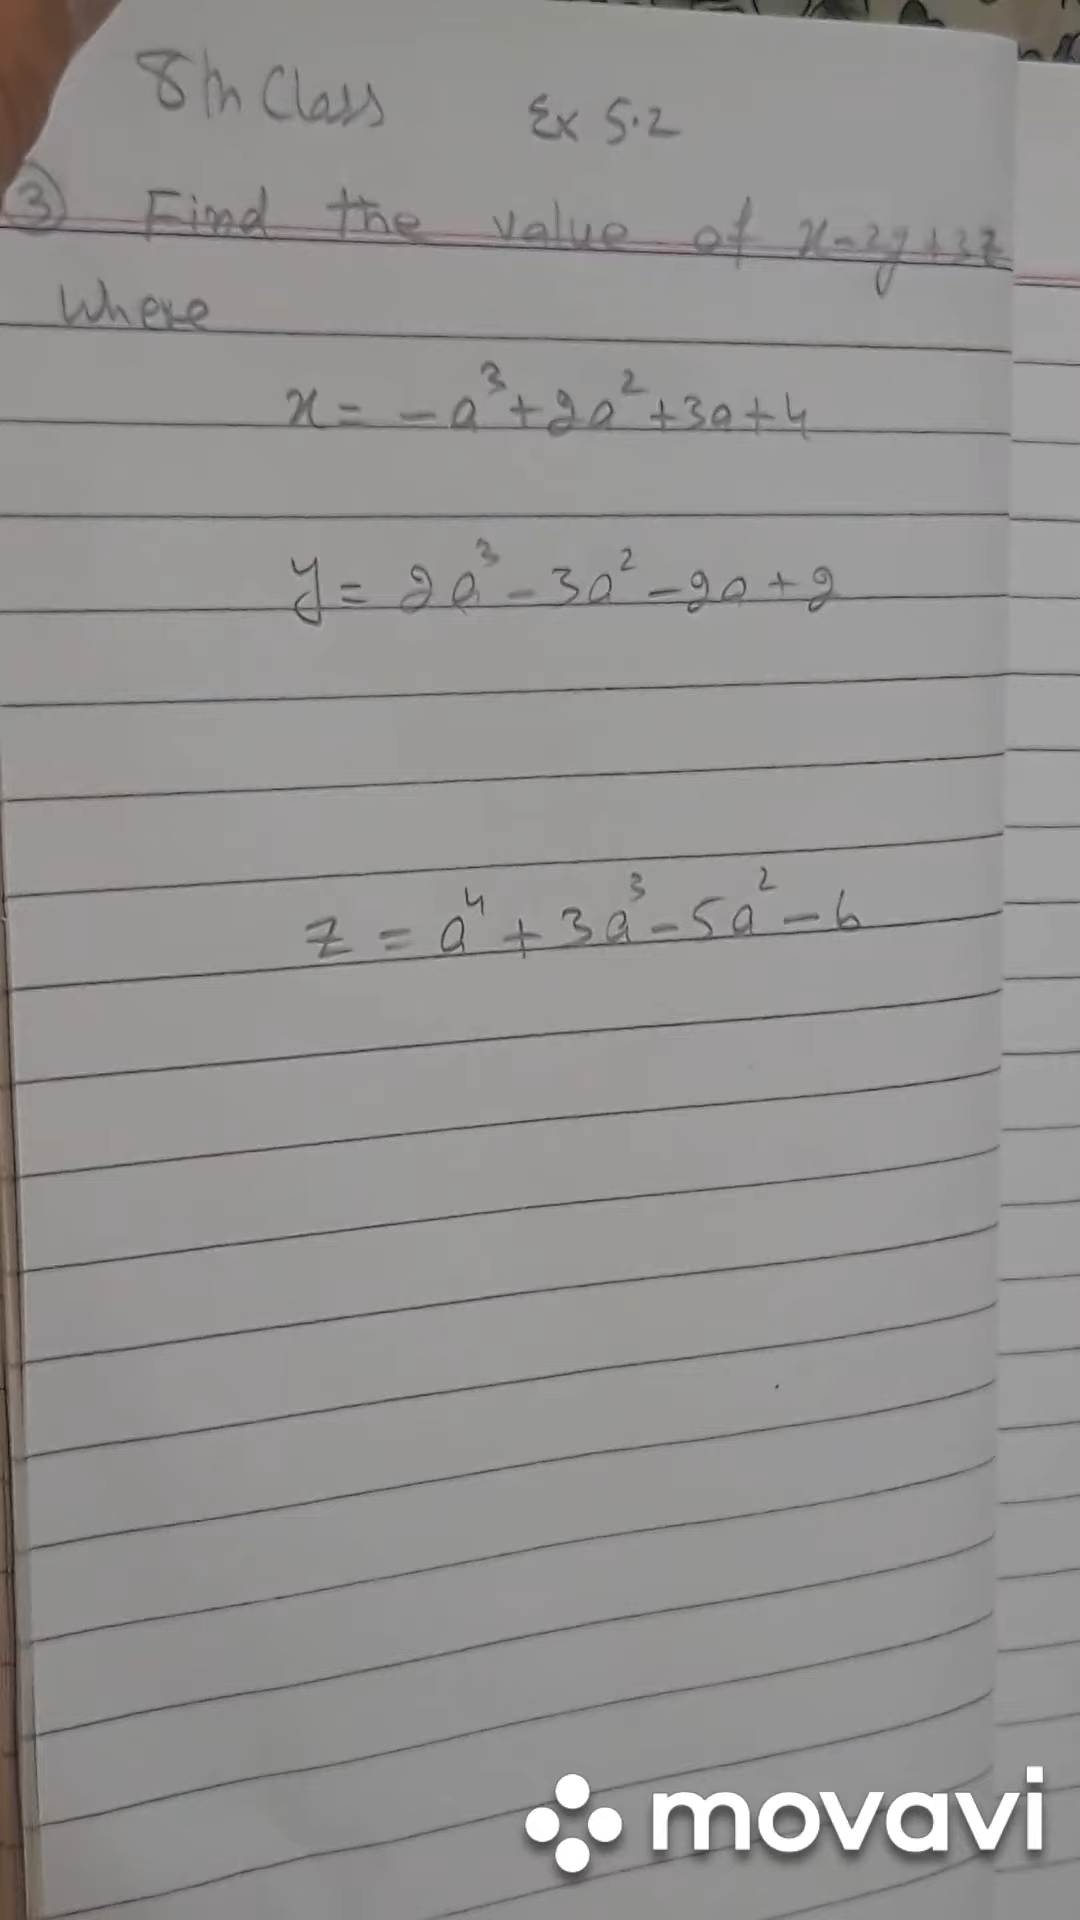 8th Class Ex 5.2
3 Find the value of x-2y+3z
Where
x = -a³+2a²+3a+4
y = 2a³-3a²-2a+2
z = a⁴+3a³-5a²-6
movavi